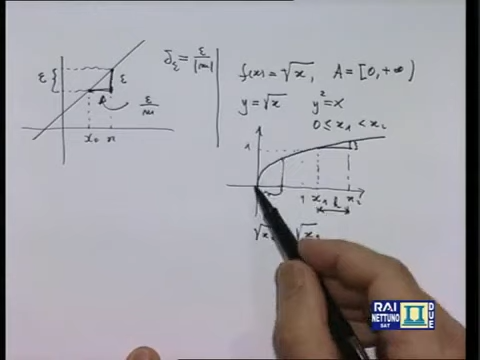 δ_ε = ε/|m|
ε { ε
ε/m
x₀
f(x) = √x, A = [0, +∞)
y = √x y² = x
0 ≤ x₁ < x₂
1
1 x₁ h x₂
√x₂ √x₁
RAI
NETTUNO
SAT
DUE